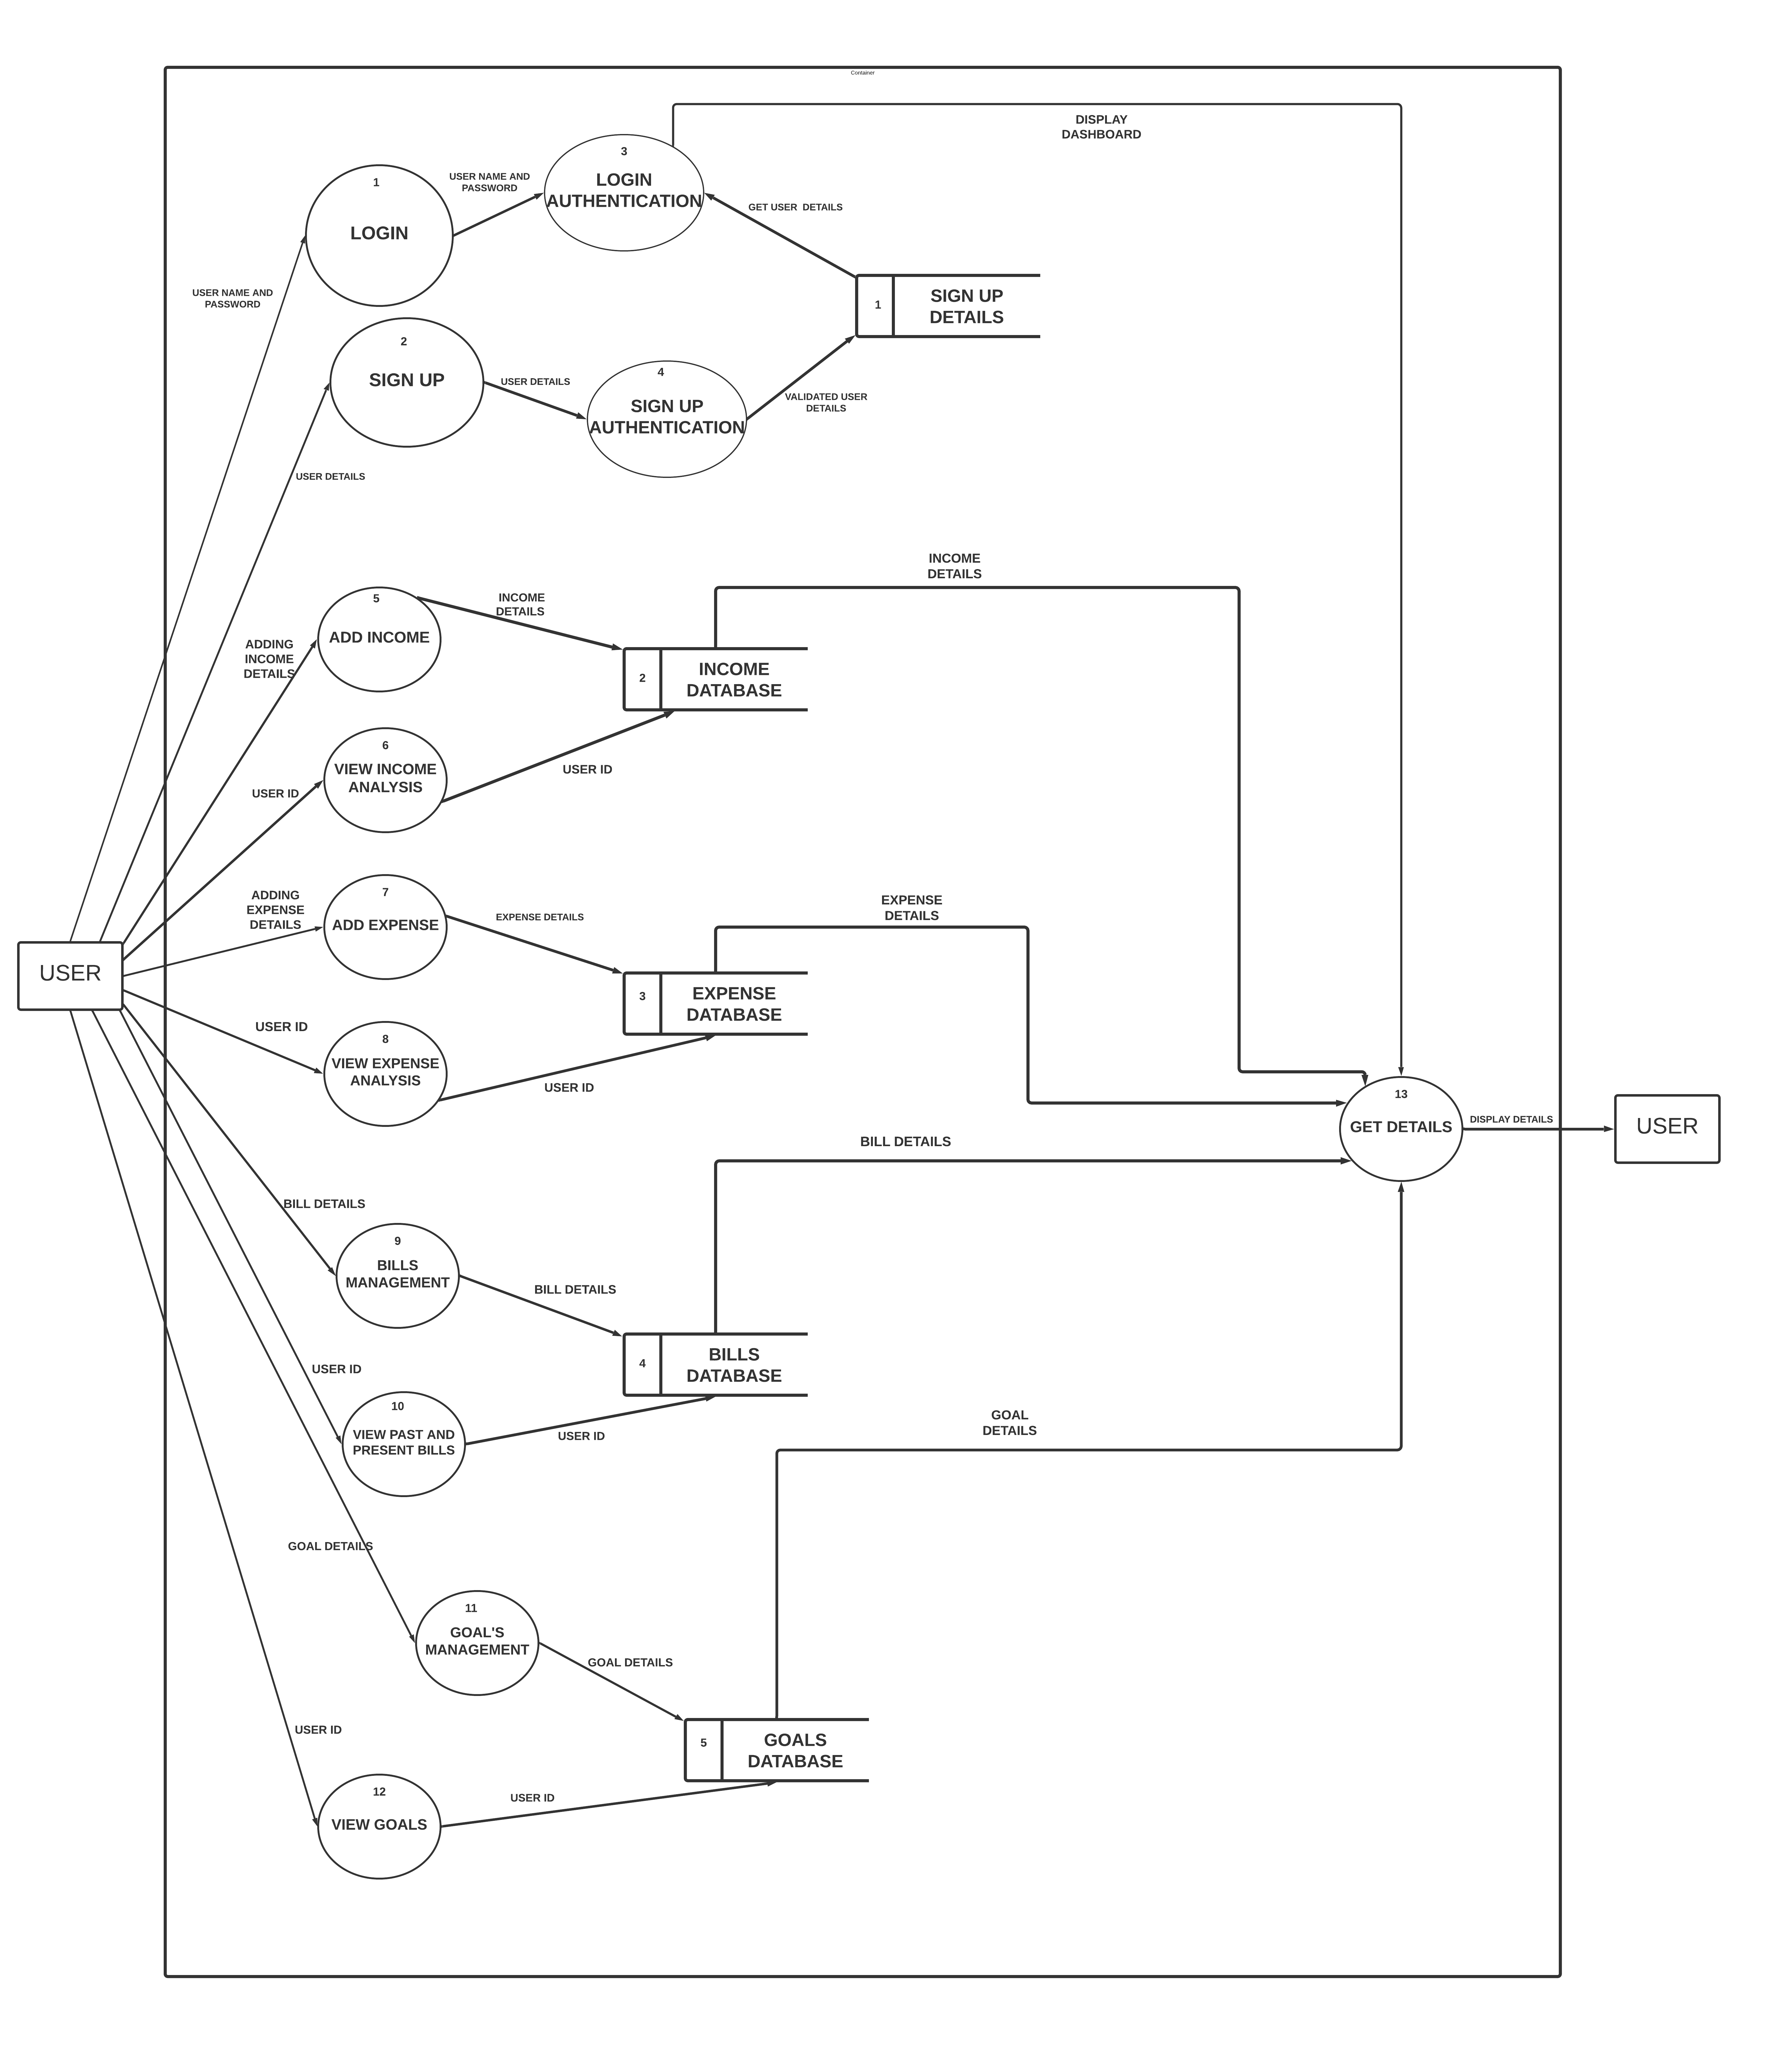 Container
DISPLAY
DASHBOARD
3
LOGIN
AUTHENTICATION
USER NAME AND
PASSWORD
1
LOGIN
GET USER  DETAILS
USER NAME AND
PASSWORD
1
SIGN UP
DETAILS
2
SIGN UP
USER DETAILS
4
SIGN UP
AUTHENTICATION
VALIDATED USER
DETAILS
USER DETAILS
INCOME
DETAILS
5
ADD INCOME
INCOME
DETAILS
ADDING
INCOME
DETAILS
2
INCOME
DATABASE
6
VIEW INCOME
ANALYSIS
USER ID
USER ID
7
ADD EXPENSE
ADDING
EXPENSE
DETAILS
EXPENSE DETAILS
EXPENSE
DETAILS
USER
3
EXPENSE
DATABASE
USER ID
8
VIEW EXPENSE
ANALYSIS
USER ID
13
GET DETAILS
DISPLAY DETAILS
USER
BILL DETAILS
BILL DETAILS
9
BILLS
MANAGEMENT
BILL DETAILS
4
BILLS
DATABASE
USER ID
10
VIEW PAST AND
PRESENT BILLS
USER ID
GOAL
DETAILS
GOAL DETAILS
11
GOAL'S
MANAGEMENT
GOAL DETAILS
USER ID
5
GOALS
DATABASE
12
VIEW GOALS
USER ID